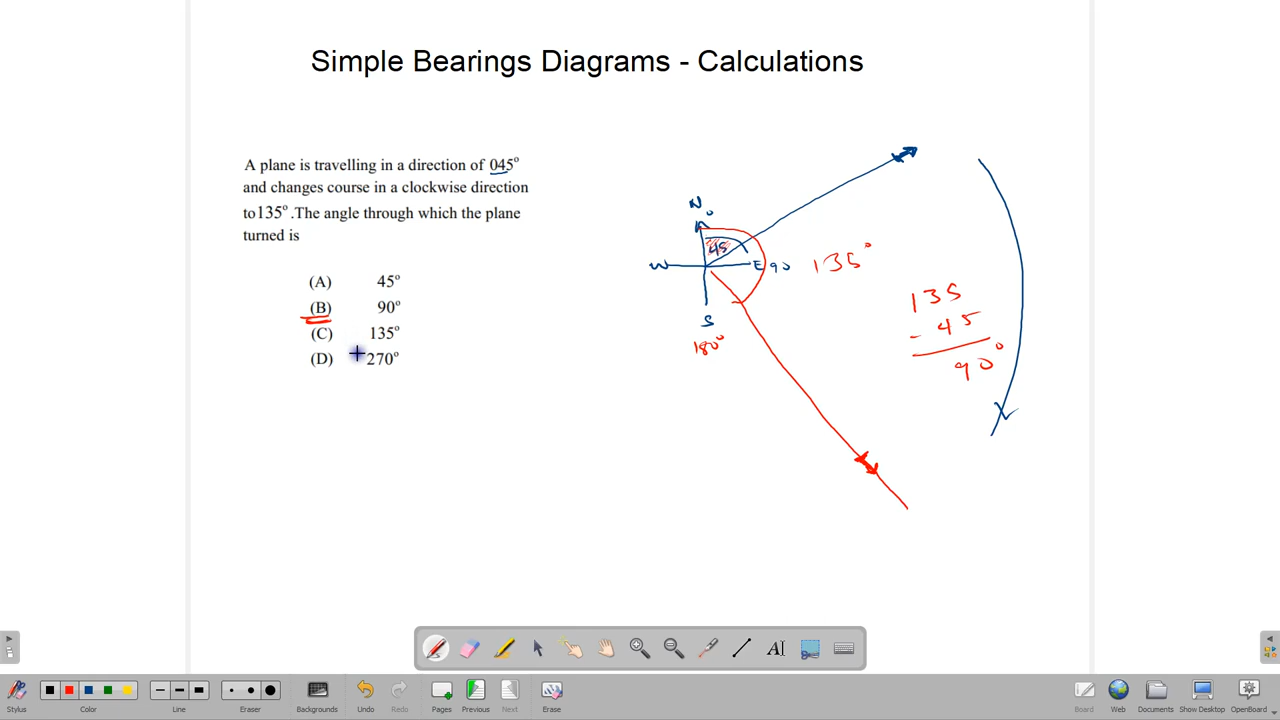 Simple Bearings Diagrams - Calculations
A plane is travelling in a direction of 045°
and changes course in a clockwise direction
to135° .The angle through which the plane
turned is
(A) 45°
(B) 90°
(C) 135°
(D) 270°
N
0
45
W
E 90
135°
S
180°
135
- 45
90°
Stylus
Color
Line
Eraser
Backgrounds
Undo
Redo
Pages
Previous
Next
Erase
Board
Web
Documents
Show Desktop
OpenBoard